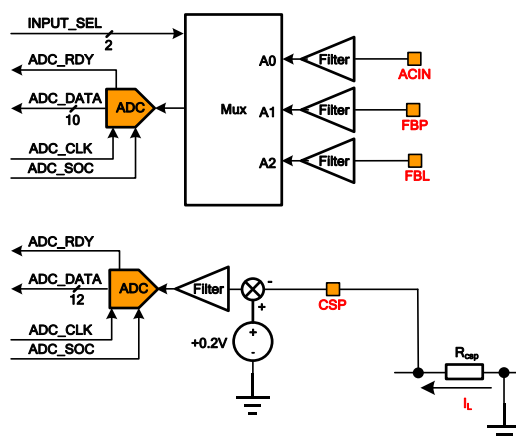 INPUT_SEL
2
ADC_RDY
ADC_DATA
10
ADC
ADC_CLK
ADC_SOC
Mux
A0
Filter
ACIN
A1
Filter
FBP
A2
Filter
FBL
ADC_RDY
ADC_DATA
12
ADC
ADC_CLK
ADC_SOC
Filter
-
+
CSP
+0.2V
+
-
Rcsp
IL